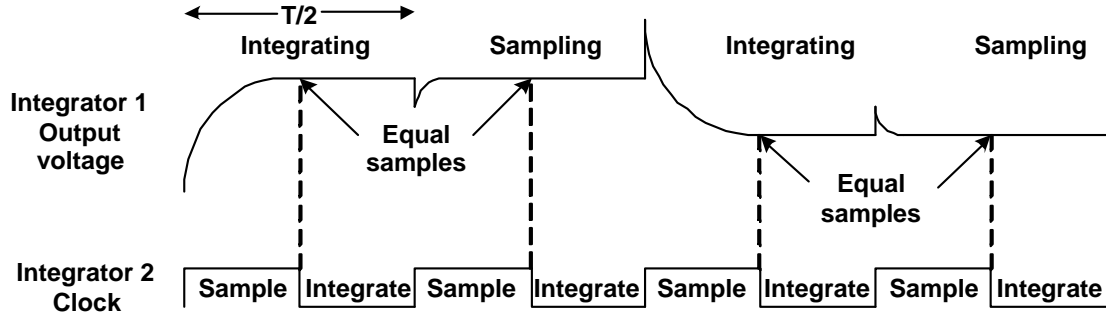 T/2
Integrating
Sampling
Integrating
Sampling
Integrator 1
Output
voltage
Equal
samples
Equal
samples
Integrator 2
Clock
Sample
Integrate
Sample
Integrate
Sample
Integrate
Sample
Integrate